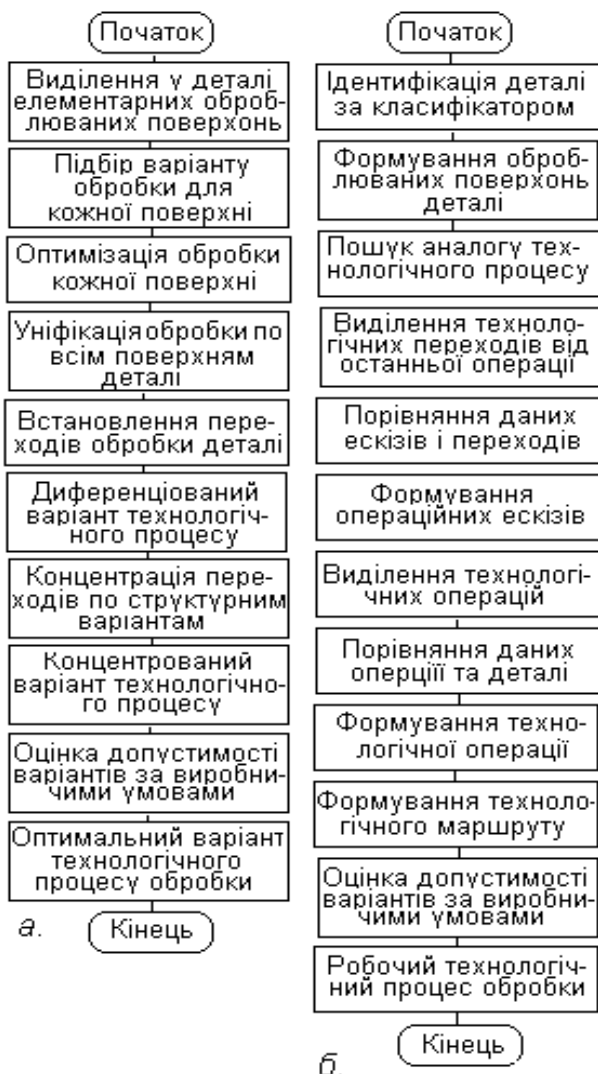 Початок
Виділення у деталі
елементарних оброб-
люваних поверхонь
Підбір варіанту
обробки для
кожної поверхні
Оптимізація обробки
кожної поверхні
Уніфікація обробки по
всім поверхням
деталі
Встановлення пере-
ходів обробки деталі
Диференціований
варіант технологіч-
ного процесу
Концентрація пере-
ходів по структурним
варіантам
Концентрований
варіант технологічно-
го процесу
Оцінка допустимості
варіантів за виробни-
чими умовами
Оптимальний варіант
технологічного
процесу обробки
Кінець
а.
Початок
Ідентифікація деталі
за класифікатором
Формування оброб-
люваних поверхонь
деталі
Пошук аналогу тех-
нологічного процесу
Виділення техноло-
гічних переходів від
останньої операції
Порівняння даних
ескізів і переходів
Формування
операційних ескізів
Виділення технологі-
чних операцій
Порівняння даних
оперціїї та деталі
Формування техно-
логічної операції
Формування техноло-
гічного маршруту
Оцінка допустимості
варіантів за виробни-
чими умовами
Робочий технологіч-
ний процес обробки
Кінець
б.